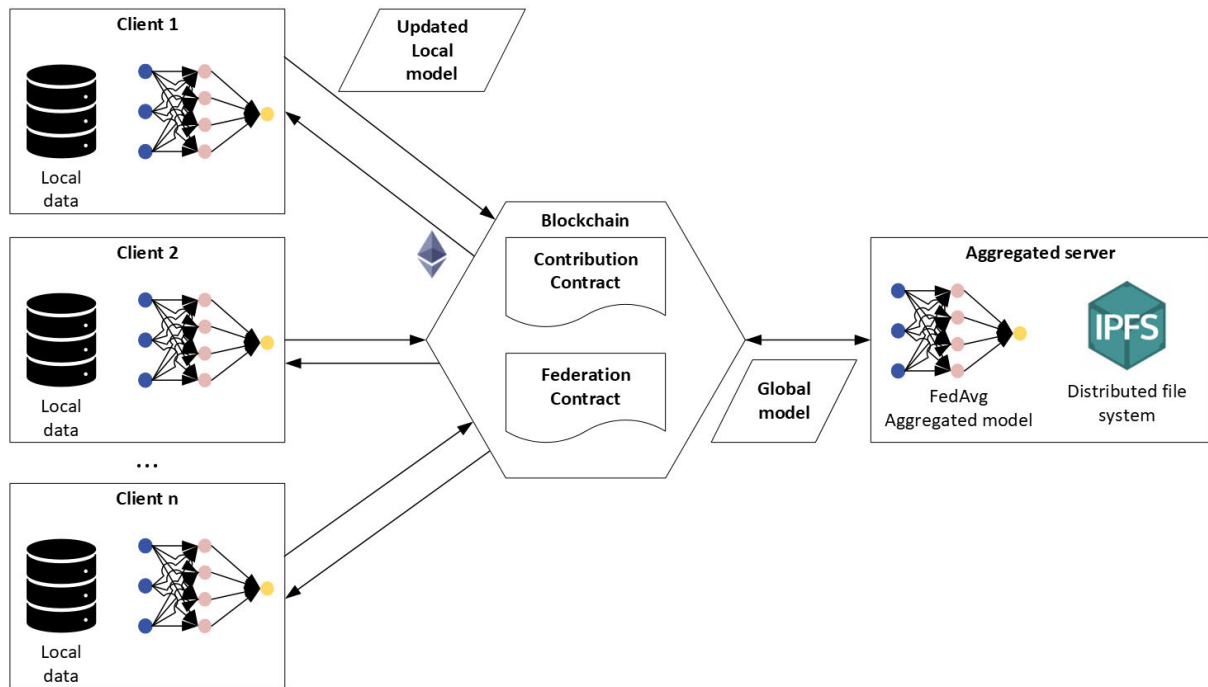 Client 1
Local
data
Updated
Local
model
Client 2
Local
data
...
Client n
Local
data
Blockchain
Contribution
Contract
Federation
Contract
Global
model
Aggregated server
FedAvg
Aggregated model
IPFS
Distributed file
system